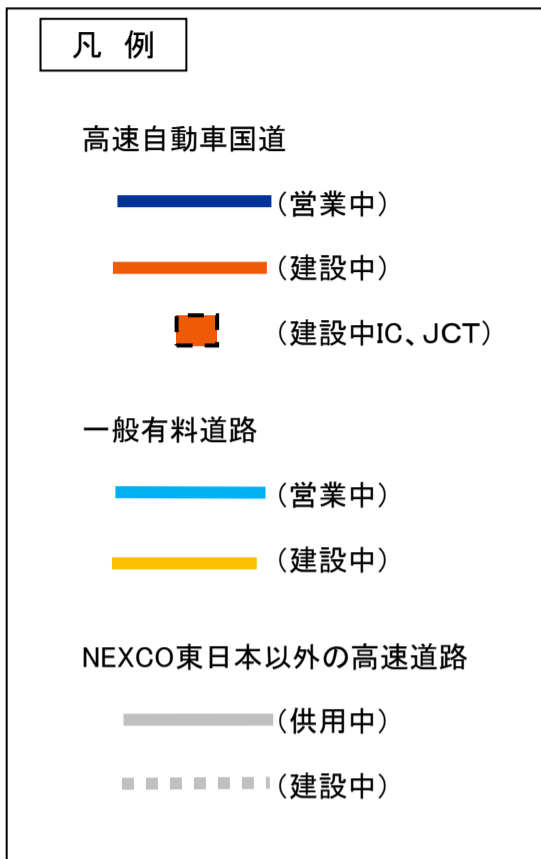 凡 例
高速自動車国道
(営業中)
(建設中)
(建設中IC、JCT)
一般有料道路
(営業中)
(建設中)
NEXCO東日本以外の高速道路
(供用中)
(建設中)